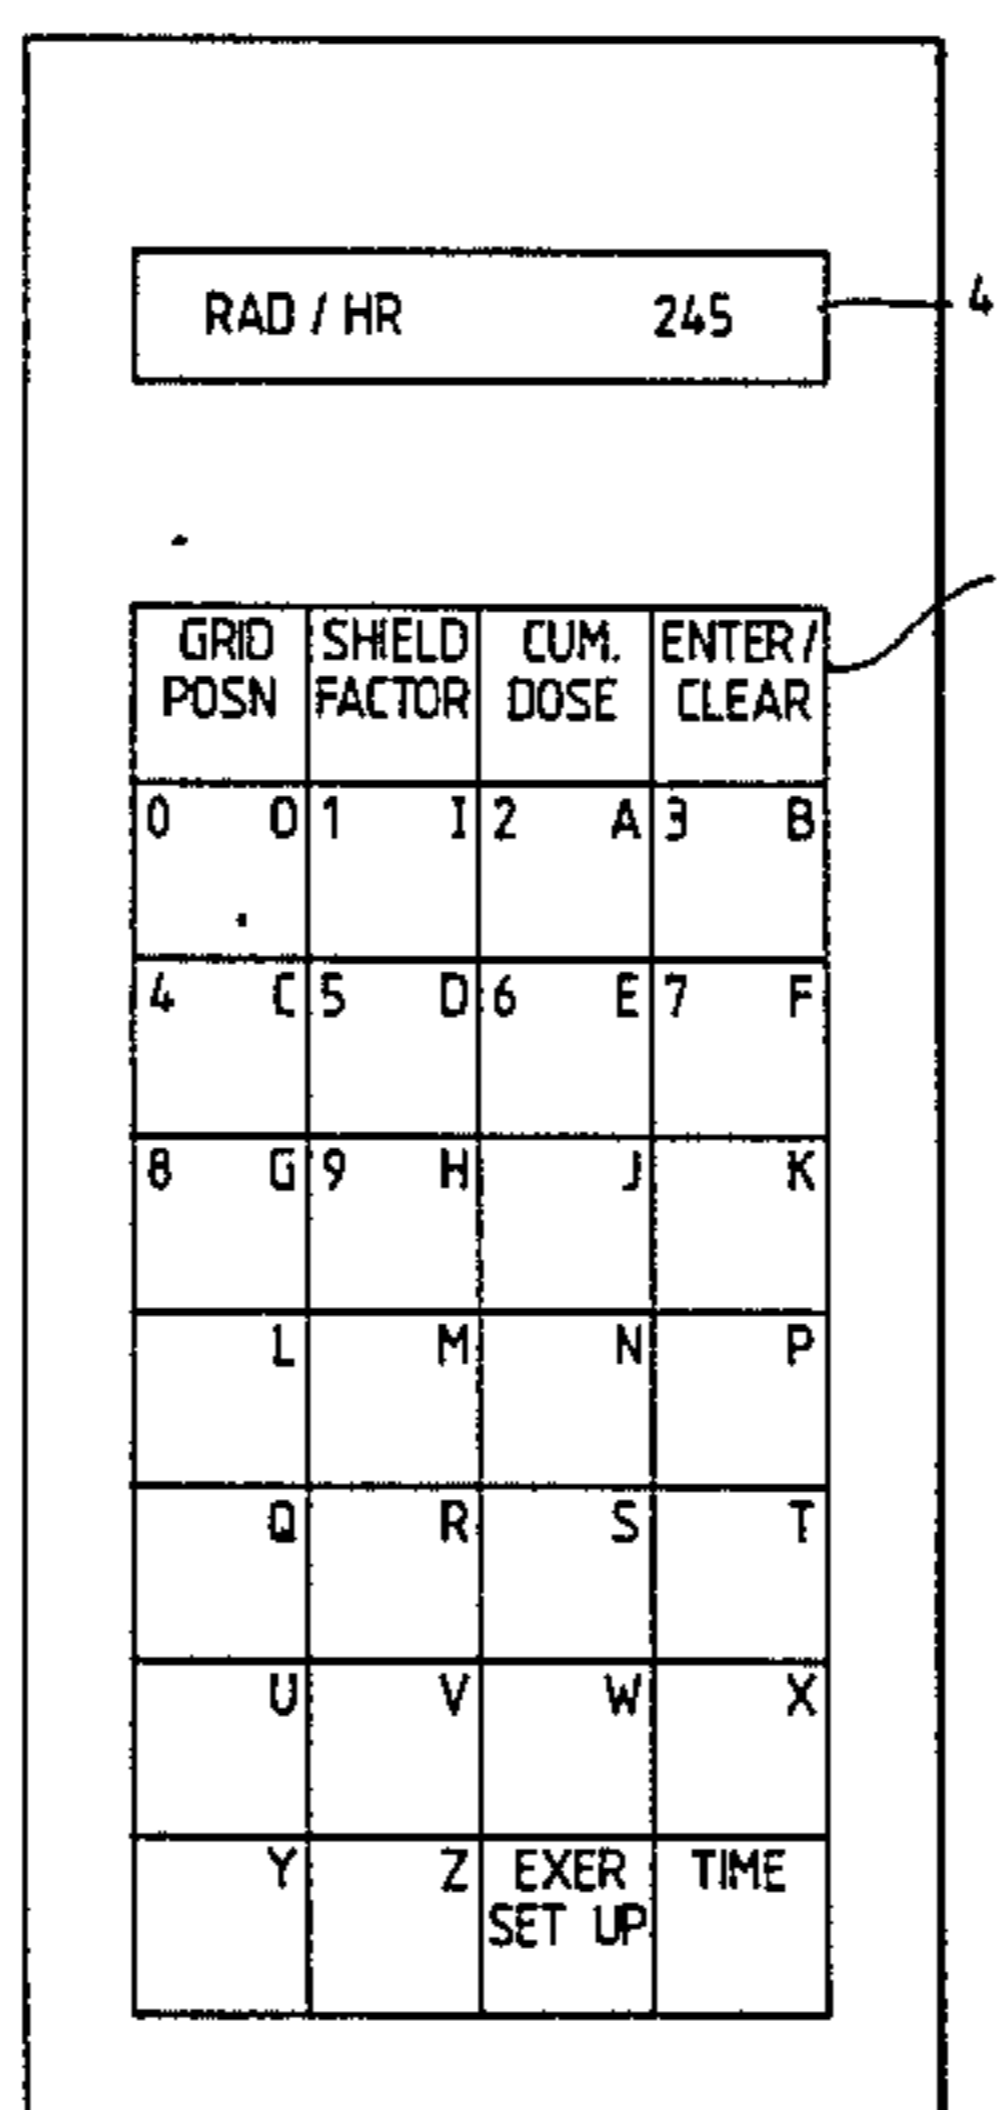 RAD / HR 245
4
GRID POSN SHIELD FACTOR CUM. DOSE ENTER / CLEAR
0 O 1 I 2 A 3 B
4 C 5 D 6 E 7 F
8 G 9 H J K
L M N P
Q R S T
U V W X
Y Z EXER SET UP TIME